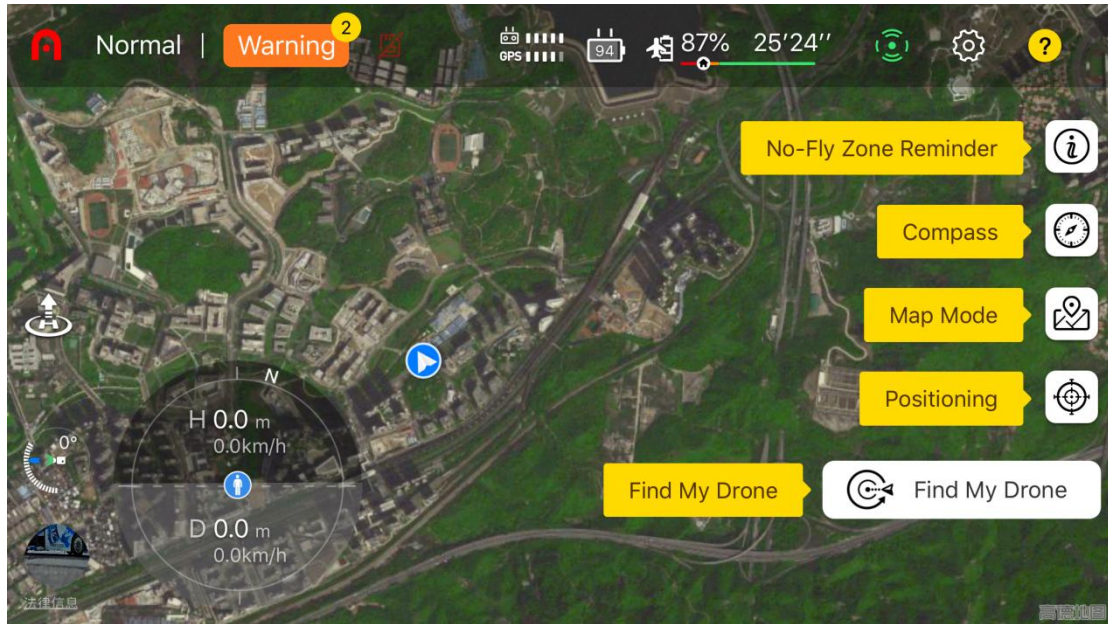 Normal | Warning 2
GPS
94
87% 25'24''
?
No-Fly Zone Reminder
Compass
Map Mode
Positioning
Find My Drone
Find My Drone
N
H 0.0 m
0.0km/h
0°
D 0.0 m
0.0km/h
法律信息
高德地图